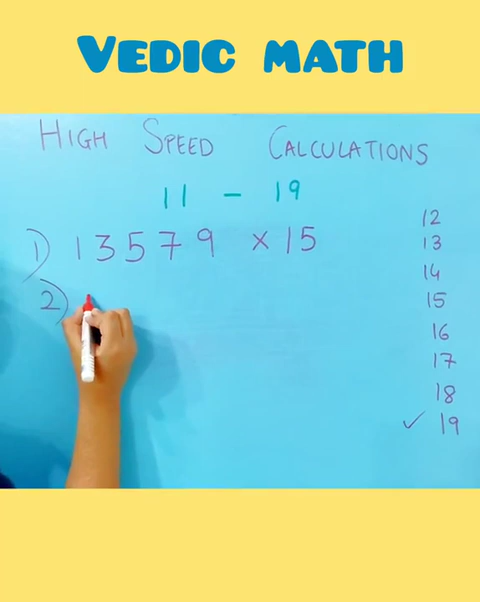 VEDIC MATH
HIGH SPEED CALCULATIONS
11 - 19
1) 13579 × 15
2)
12
13
14
15
16
17
18
✓ 19